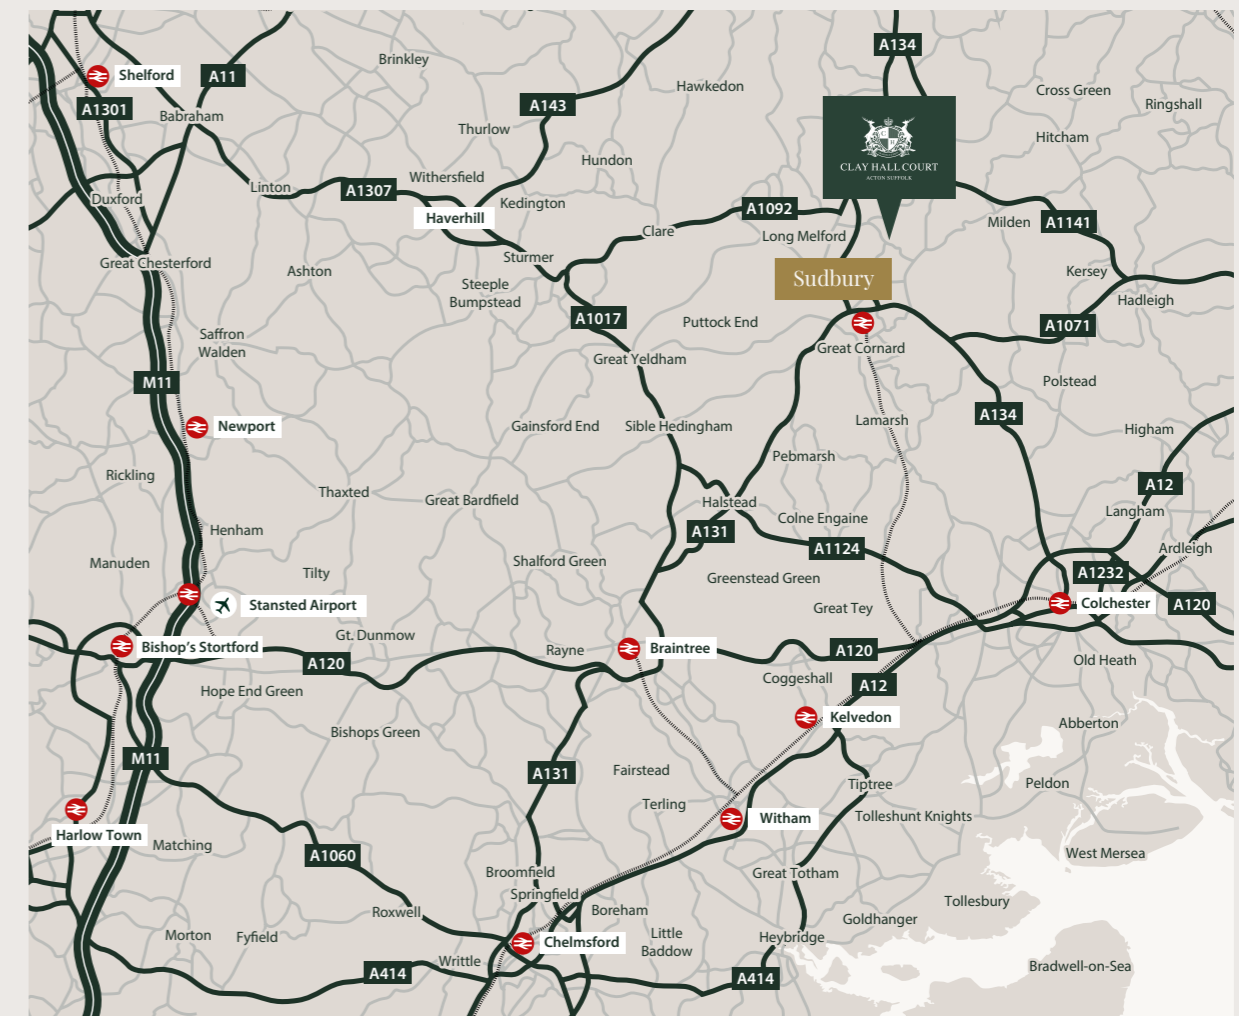 A134
Brinkley
Shelford
A11
Hawkedon
Cross Green
A1301
A143
Ringshall
Babraham
Thurlow
Hitcham
CLAY HALL COURT
ACTON SUFFOLK
Hundon
Withersfield
Linton
A1307
Kedington
Duxford
Haverhill
A1092
Milden
A1141
Clare
Long Melford
Great Chesterford
Sturmer
Ashton
Kersey
Sudbury
Steeple
Bumpstead
Hadleigh
A1017
Puttock End
A1071
Saffron
Walden
Great Cornard
Great Yeldham
M11
Polstead
A134
Lamarsh
Newport
Gainsford End
Sible Hedingham
Higham
Pebmarsh
Rickling
A12
Thaxted
Great Bardfield
Halstead
Langham
Colne Engaine
Henham
A131
A1124
Ardleigh
Manuden
Shalford Green
Tilty
A1232
Greenstead Green
Stansted Airport
Great Tey
Colchester
A120
Gt. Dunmow
Bishop's Stortford
Rayne
Braintree
A120
A120
Old Heath
Coggeshall
A12
Hope End Green
Kelvedon
Abberton
Bishops Green
M11
A131
Fairstead
Tiptree
Peldon
Terling
Witham
Tolleshunt Knights
Harlow Town
Matching
A1060
West Mersea
Broomfield
Great Totham
Springfield
Tollesbury
Roxwell
Boreham
Goldhanger
Morton
Fyfield
Chelmsford
Little
Baddow
Heybridge
Writtle
Bradwell-on-Sea
A414
A414